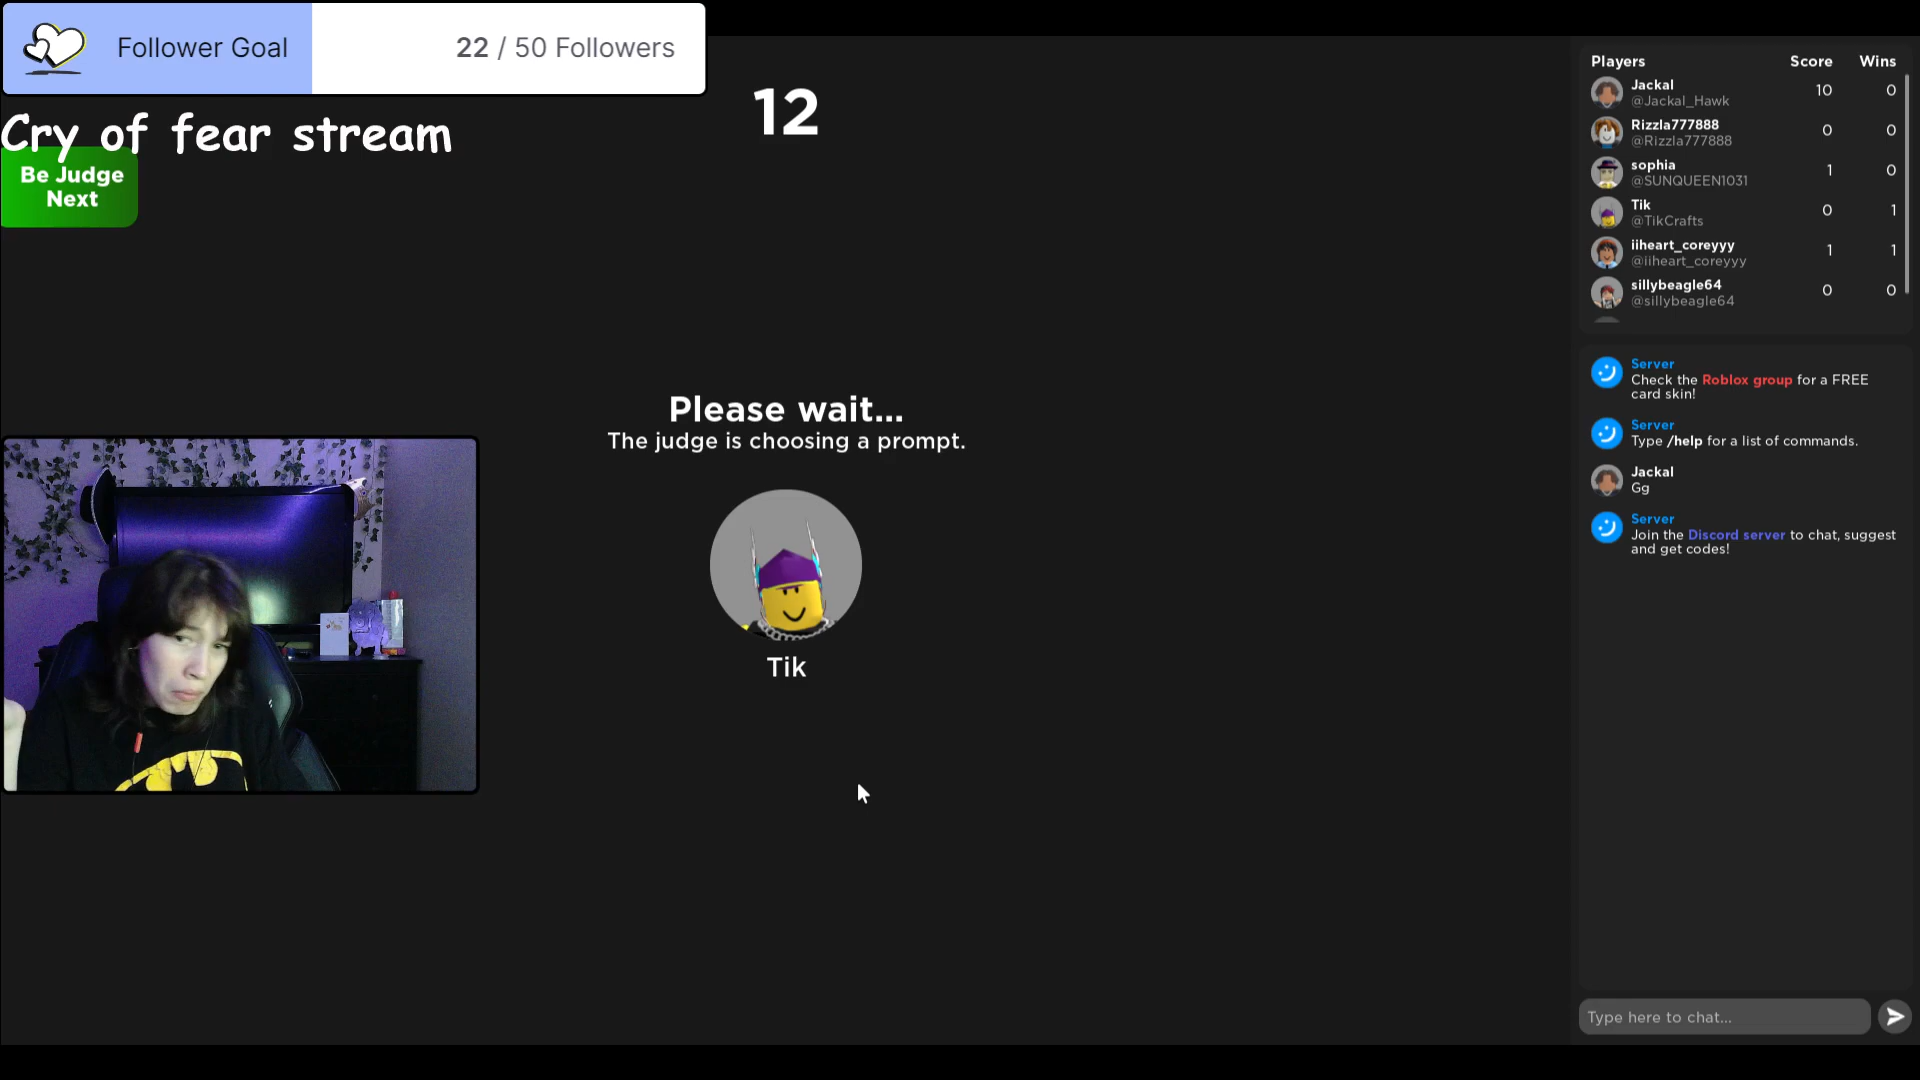 Follower Goal
22 / 50 Followers
Cry of fear stream
Be Judge
Next
12
Please wait...
The judge is choosing a prompt.
Tik
Players Score Wins
Jackal
@Jackal_Hawk 10 0
Rizzla777888
@Rizzla777888 0 0
sophia
@SUNQUEEN1031 1 0
Tik
@TikCrafts 0 1
iiheart_coreyyy
@iiheart_coreyyy 1 1
sillybeagle64
@sillybeagle64 0 0
Server
Check the Roblox group for a FREE
card skin!
Server
Type /help for a list of commands.
Jackal
Gg
Server
Join the Discord server to chat, suggest
and get codes!
Type here to chat...